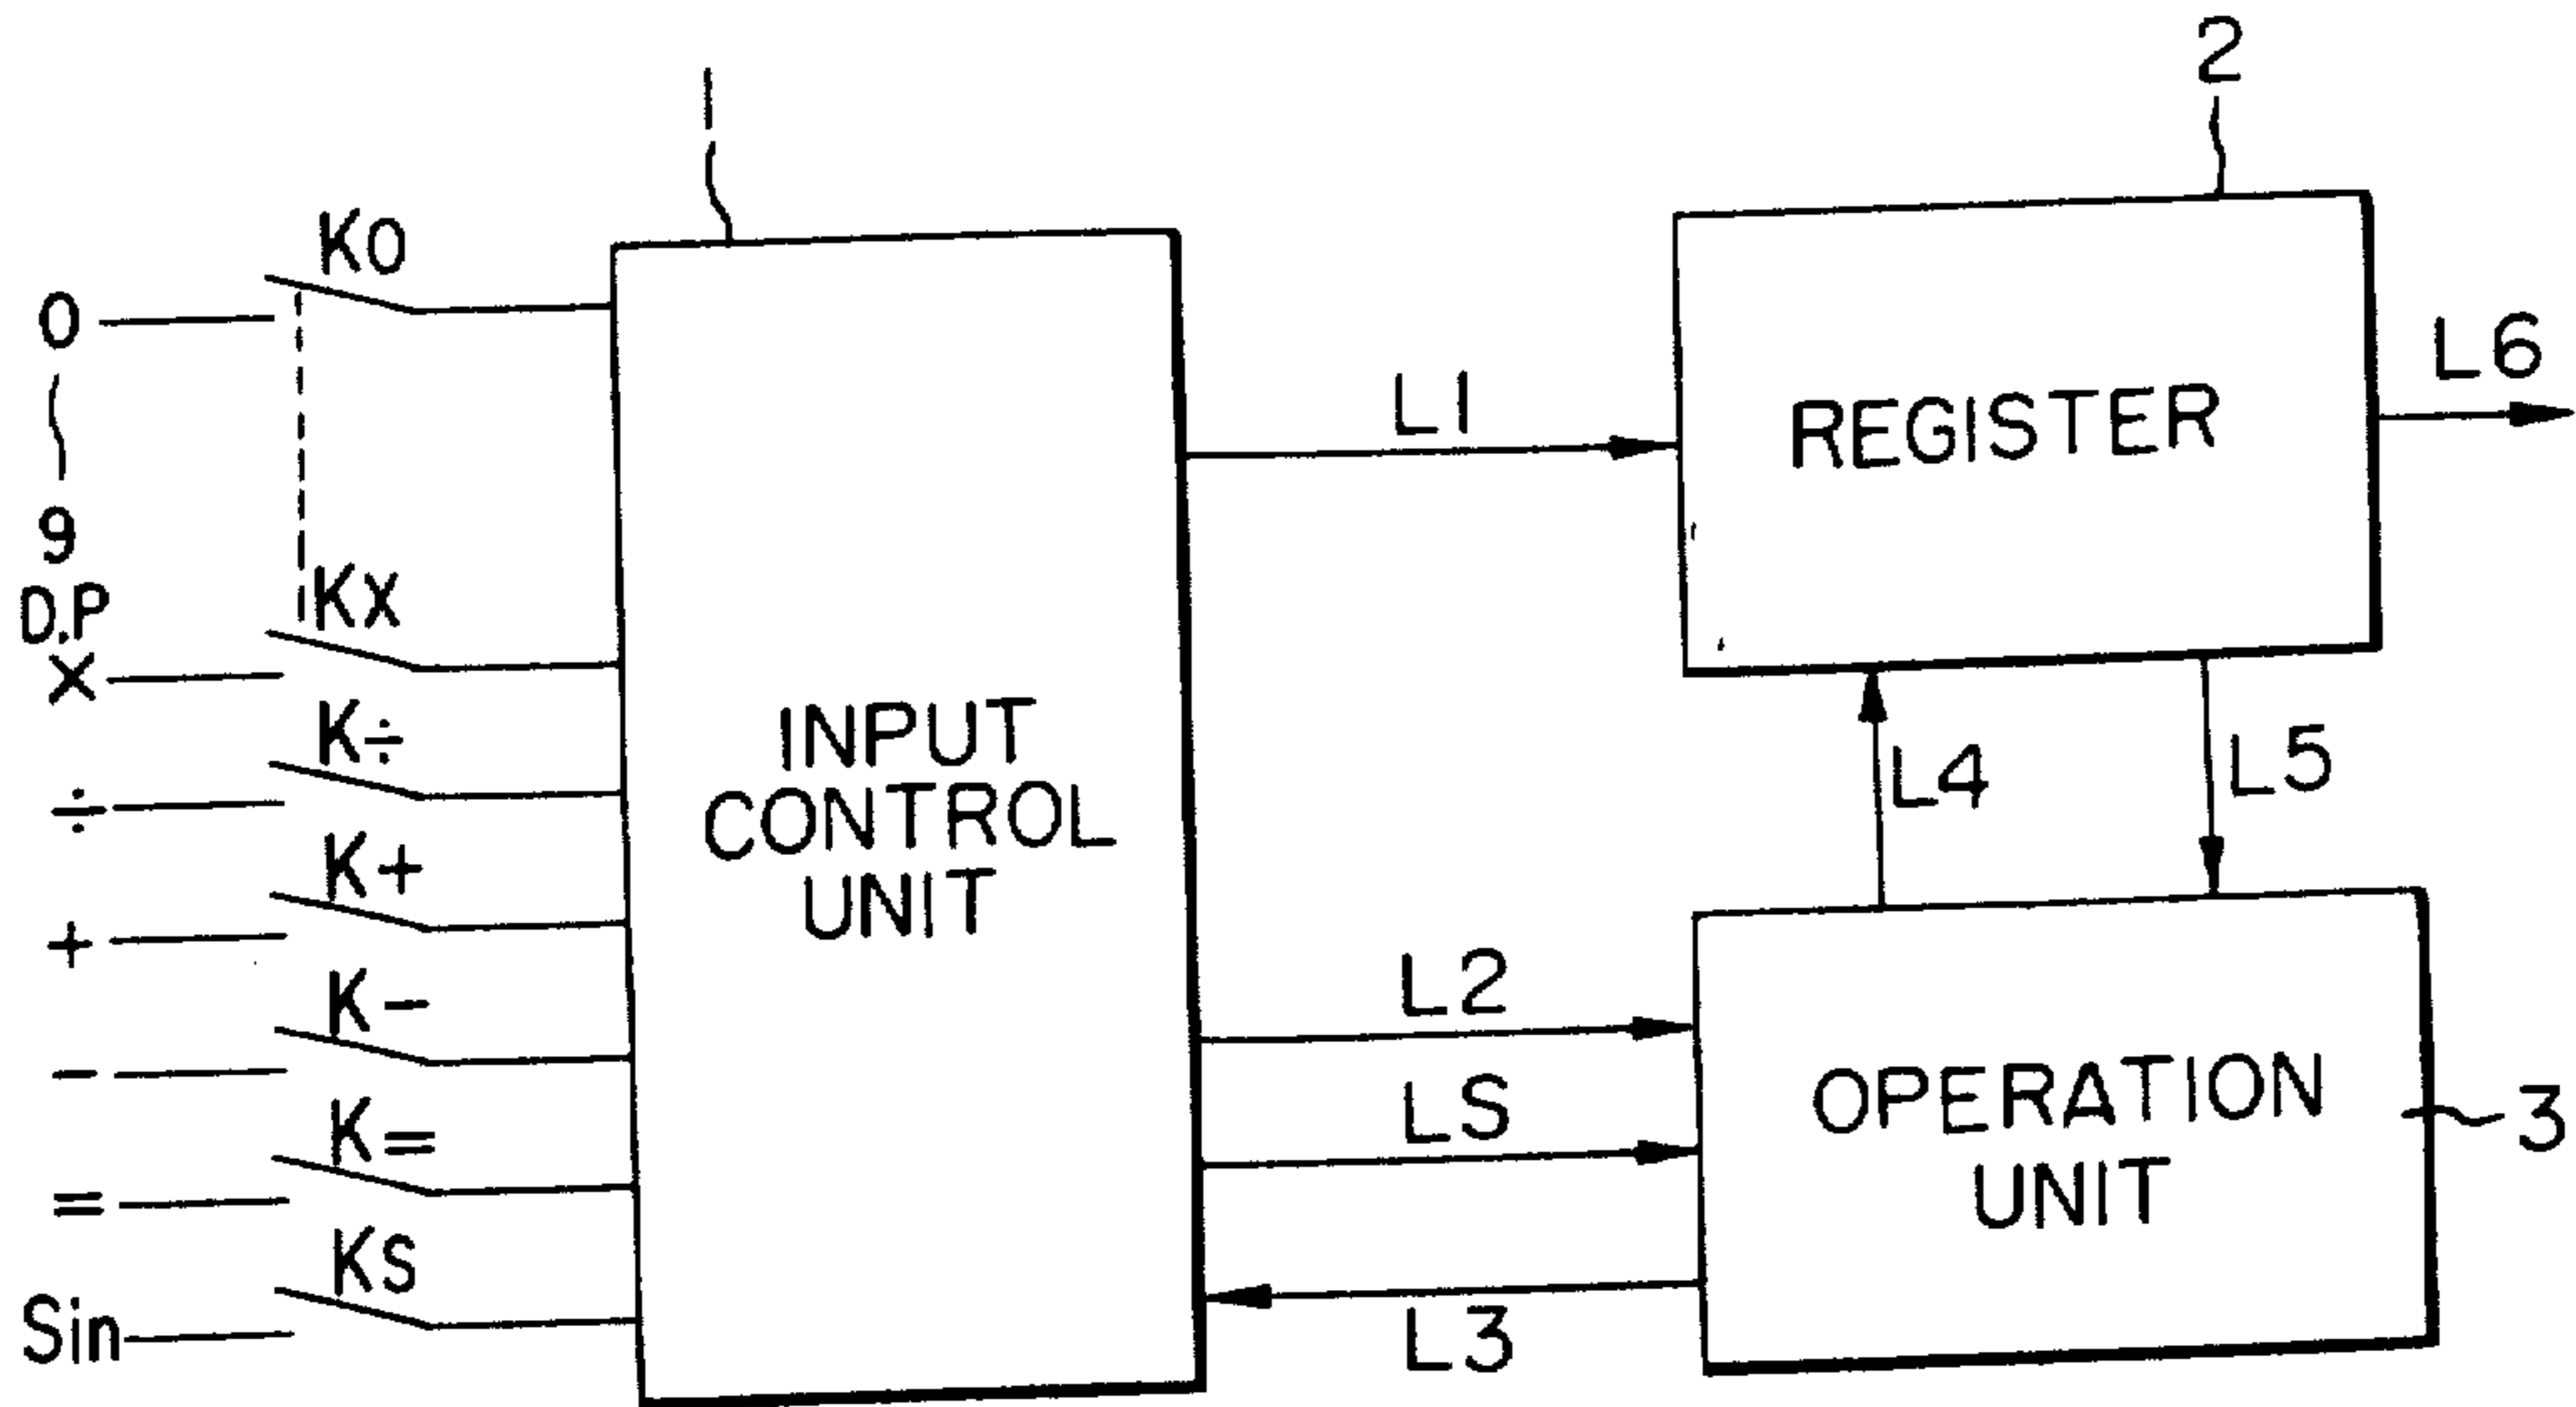 1
2
0
9
D.P
×
÷
+
-
=
Sin
Ko
Kx
K÷
K+
K-
K=
Ks
INPUT
CONTROL
UNIT
L1
REGISTER
L6
L4
L5
L2
LS
L3
OPERATION
UNIT
3